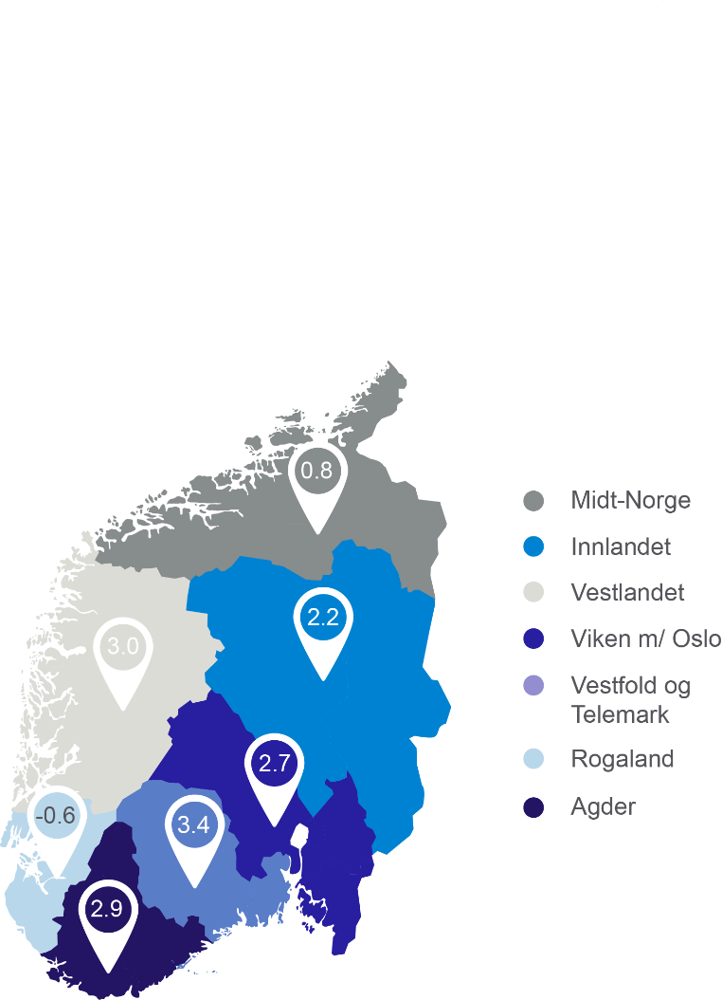 0.8
2.2
3.0
2.7
-0.6
3.4
2.9
Midt-Norge
Innlandet
Vestlandet
Viken m/ Oslo
Vestfold og
Telemark
Rogaland
Agder